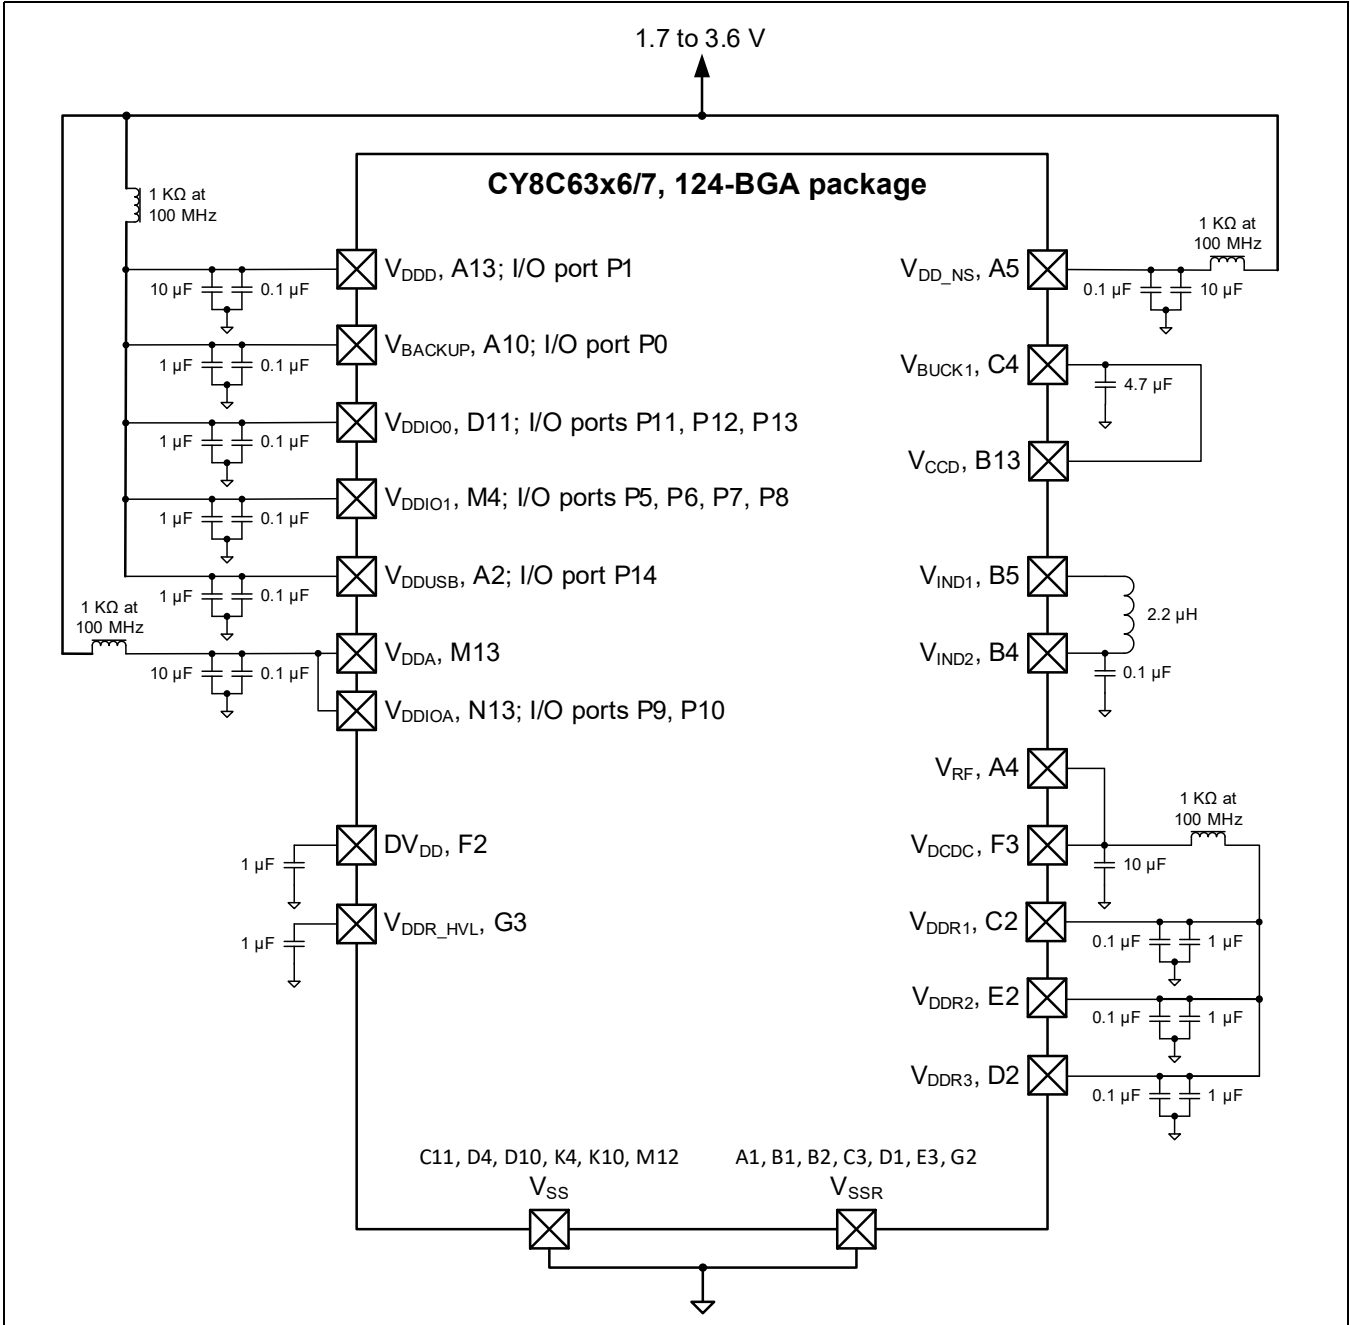 1.7 to 3.6 V
CY8C63x6/7, 124-BGA package
1 KΩ at
100 MHz
VDDD, A13; I/O port P1
10 µF
0.1 µF
VBACKUP, A10; I/O port P0
1 µF
0.1 µF
VDDIO0, D11; I/O ports P11, P12, P13
1 µF
0.1 µF
VDDIO1, M4; I/O ports P5, P6, P7, P8
1 µF
0.1 µF
VDDUSB, A2; I/O port P14
1 µF
0.1 µF
1 KΩ at
100 MHz
VDDA, M13
10 µF
0.1 µF
VDDIOA, N13; I/O ports P9, P10
DVDD, F2
1 µF
VDDR_HVL, G3
1 µF
1 KΩ at
100 MHz
VDD_NS, A5
0.1 µF
10 µF
VBUCK1, C4
4.7 µF
VCCD, B13
VIND1, B5
2.2 µH
VIND2, B4
0.1 µF
VRF, A4
1 KΩ at
100 MHz
VDCDC, F3
10 µF
VDDR1, C2
0.1 µF
1 µF
VDDR2, E2
0.1 µF
1 µF
VDDR3, D2
0.1 µF
1 µF
C11, D4, D10, K4, K10, M12
VSS
A1, B1, B2, C3, D1, E3, G2
VSSR